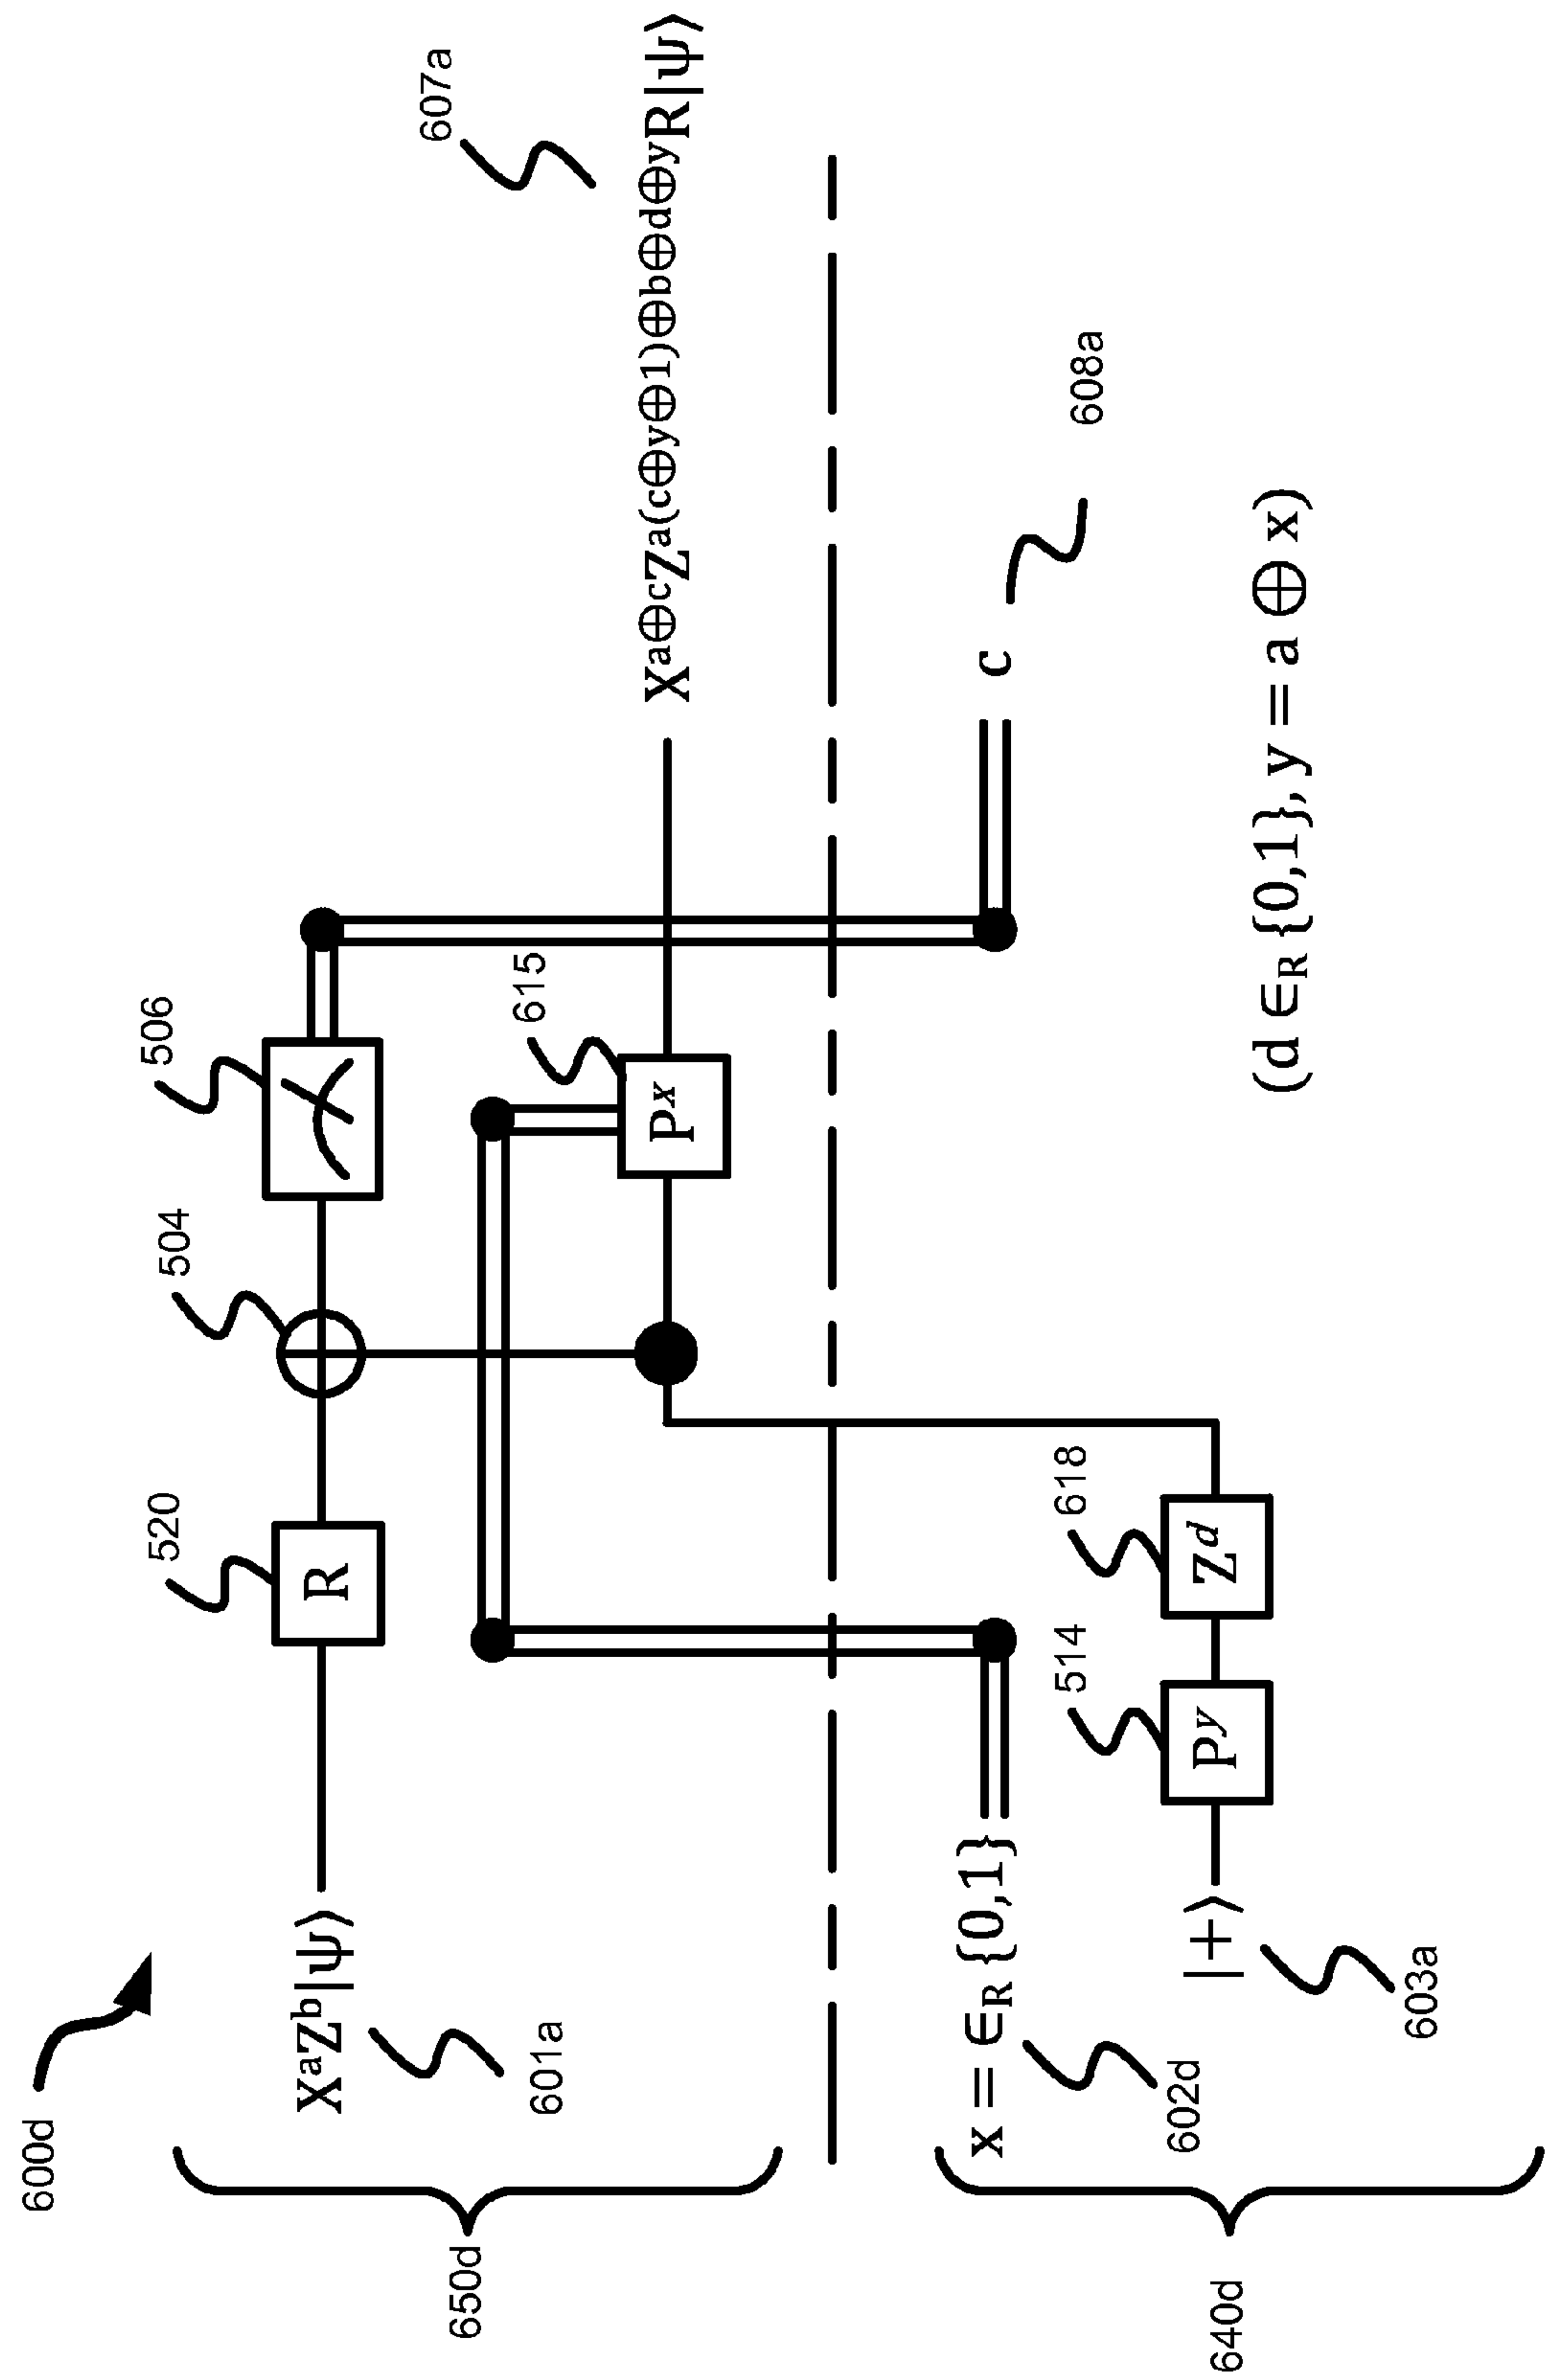 600d
650d
640d
XᵃZᵇ|ψ⟩
601a
520
R
504
506
615
Pˣ
607a
Xᵃ⊕ᶜZᵃ⁽ᶜ⊕ʸ⊕¹⁾⊕ᵇ⊕ᵈ⊕ʸR|ψ⟩
x = ∈R {0,1}
602d
c
608a
|+⟩
603a
514
Pʸ
618
Zᵈ
(d ∈R {0,1}, y = a ⊕ x)